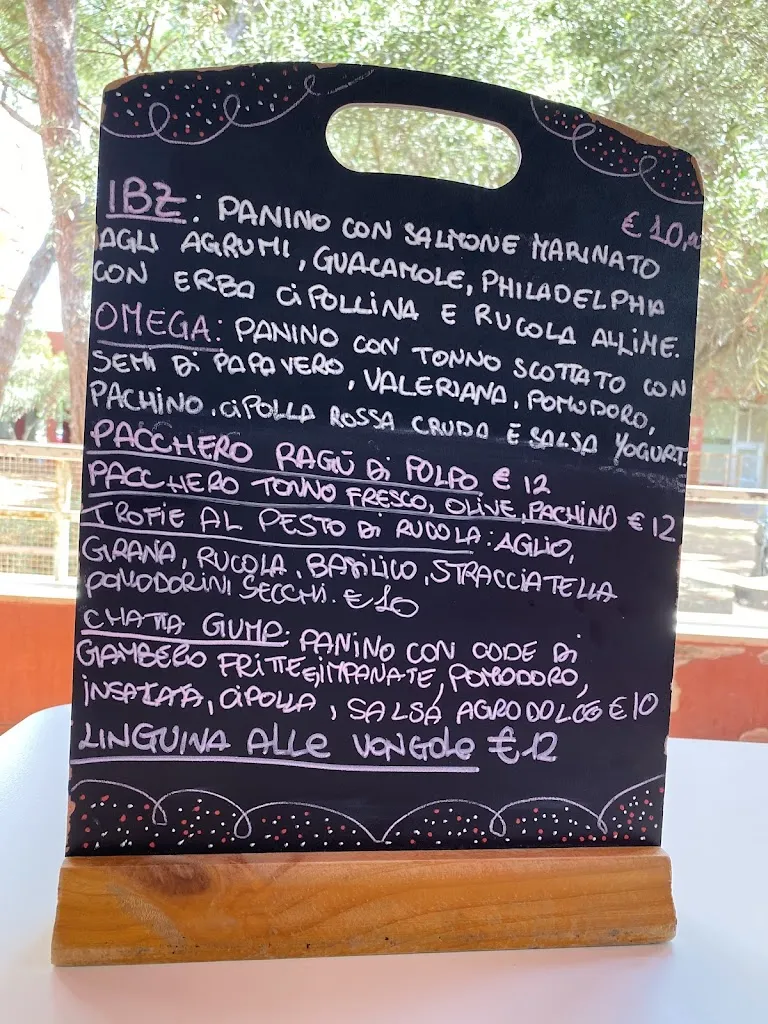 IBZ: PANINO CON SALMONE MARINATO € 10,00
AGLI AGRUMI, GUACAMOLE, PHILADELPHIA
CON ERBA CIPOLLINA E RUCOLA ALLIME.
OMEGA: PANINO CON TONNO SCOTTATO CON
SEMI DI PAPAVERO, VALERIANA, POMODORO,
PACHINO, CIPOLLA ROSSA CRUDA E SALSA YOGURT.
PACCHERO RAGÙ DI POLPO € 12
PACCHERO TONNO FRESCO, OLIVE, PACHINO € 12
TROFIE AL PESTO DI RUCOLA: AGLIO,
GRANA, RUCOLA, BASILICO, STRACCIATELLA
POMODORINI SECCHI. € 10
CHATTA GUMP: PANINO CON CODE DI
GAMBERO FRITTE E IMPANATE, POMODORO,
INSALATA, CIPOLLA, SALSA AGRODOLCE € 10
LINGUINA ALLE VONGOLE € 12